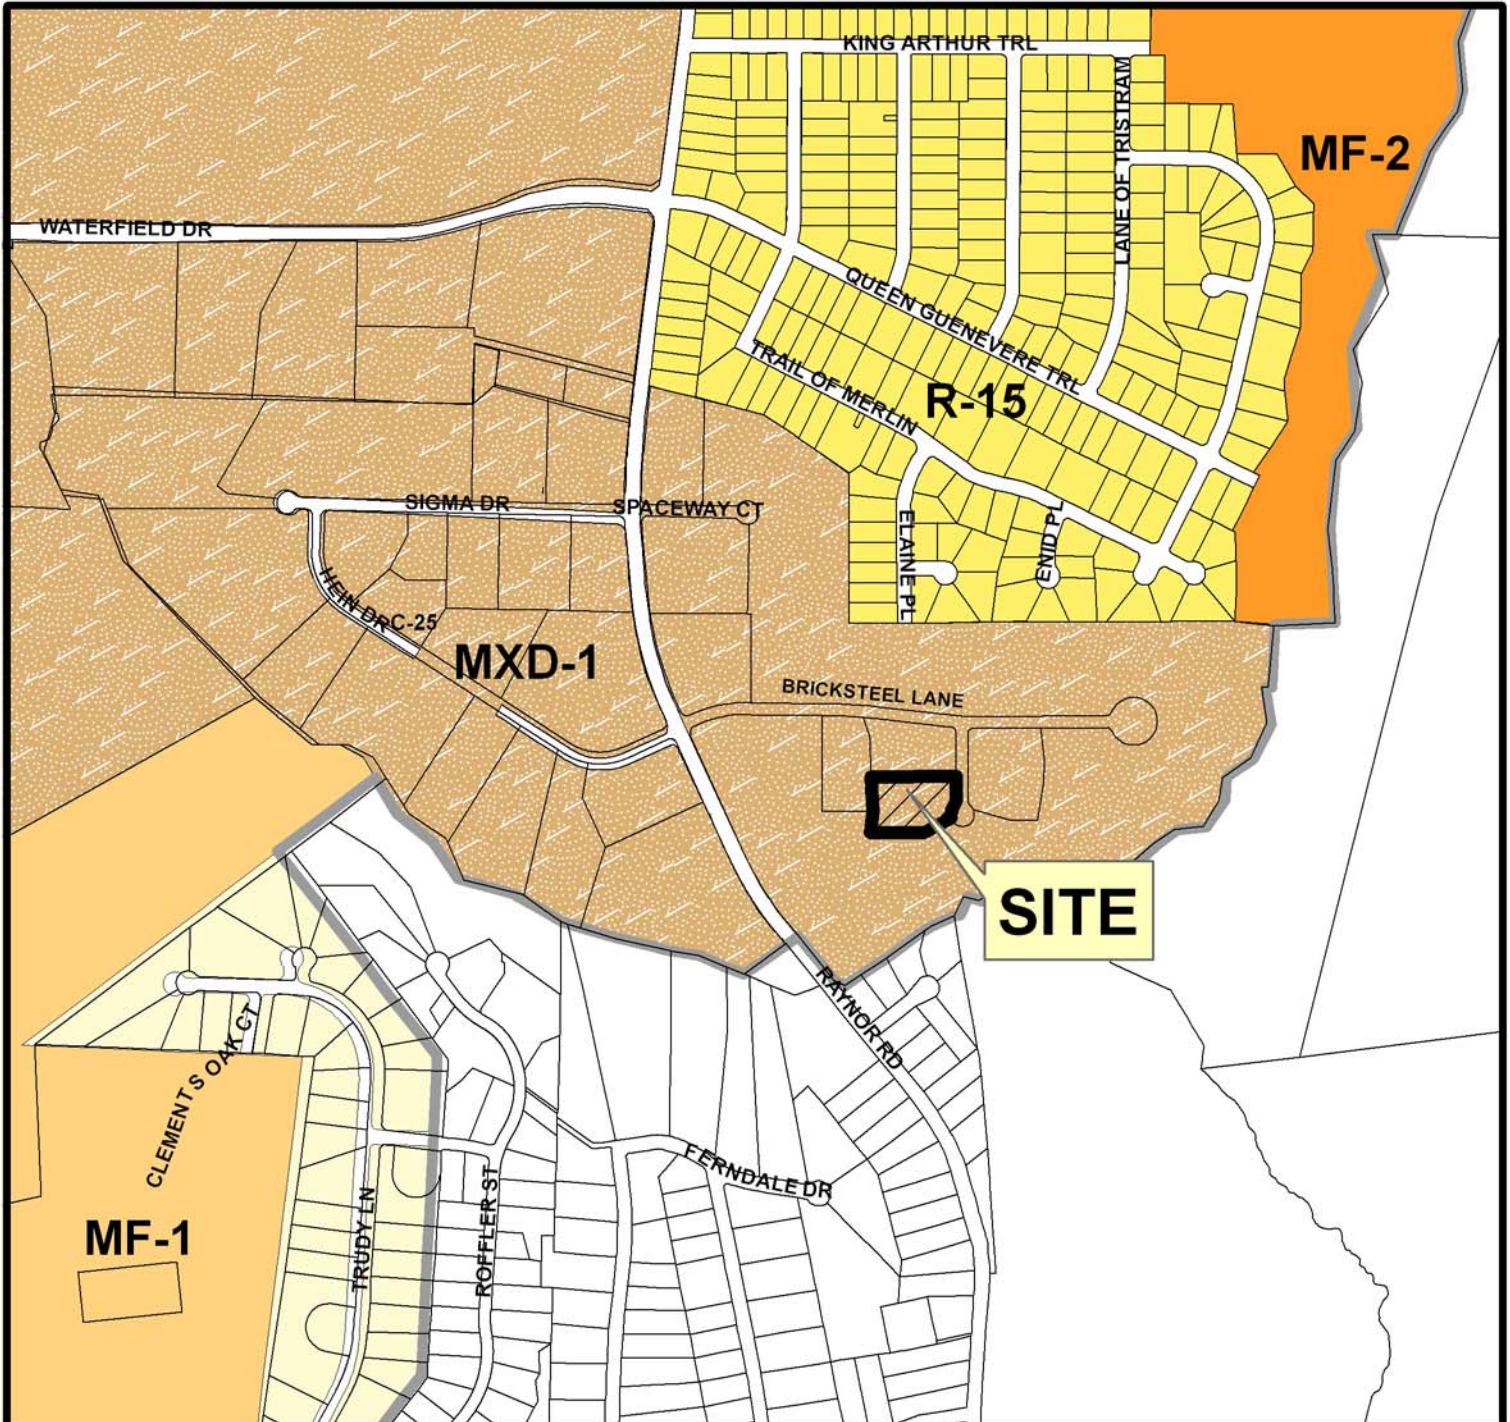 KING ARTHUR TRL
LANE OF TRISTRAM
MF-2
WATERFIELD DR
QUEEN GUENEVERE TRL
TRAIL OF MERLIN
R-15
SIGMA DR
SPACEWAY CT
ELAINE PL
ENID PL
HEIN DR
C-25
MXD-1
BRICKSTEEL LANE
SITE
RAYNOR RD
CLEMENTS OAK CT
FERNDALE DR
TRUDY LN
ROFFLER ST
MF-1